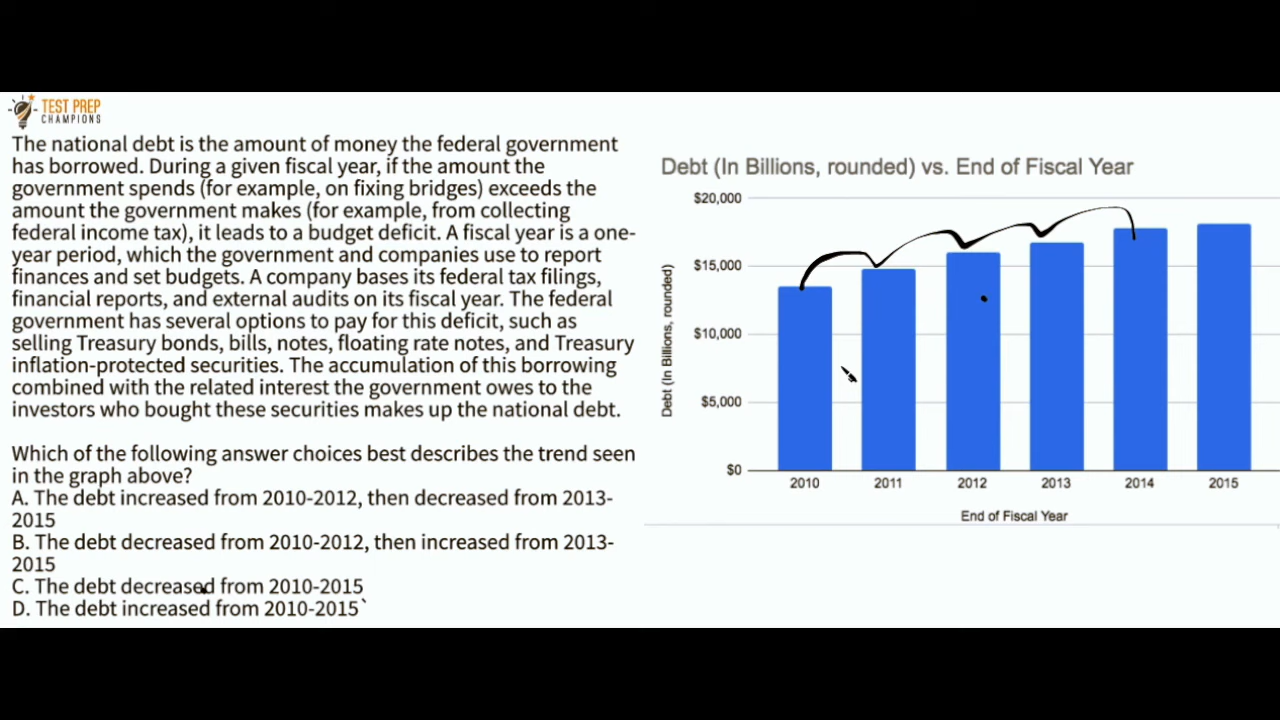 TEST PREP
CHAMPIONS
The national debt is the amount of money the federal government
has borrowed. During a given fiscal year, if the amount the
government spends (for example, on fixing bridges) exceeds the
amount the government makes (for example, from collecting
federal income tax), it leads to a budget deficit. A fiscal year is a one-
year period, which the government and companies use to report
finances and set budgets. A company bases its federal tax filings,
financial reports, and external audits on its fiscal year. The federal
government has several options to pay for this deficit, such as
selling Treasury bonds, bills, notes, floating rate notes, and Treasury
inflation-protected securities. The accumulation of this borrowing
combined with the related interest the government owes to the
investors who bought these securities makes up the national debt.
Which of the following answer choices best describes the trend seen
in the graph above?
A. The debt increased from 2010-2012, then decreased from 2013-
2015
B. The debt decreased from 2010-2012, then increased from 2013-
2015
C. The debt decreased from 2010-2015
D. The debt increased from 2010-2015`
Debt (In Billions, rounded) vs. End of Fiscal Year
Debt (In Billions, rounded)
$20,000
$15,000
$10,000
$5,000
$0
2010 2011 2012 2013 2014 2015
End of Fiscal Year